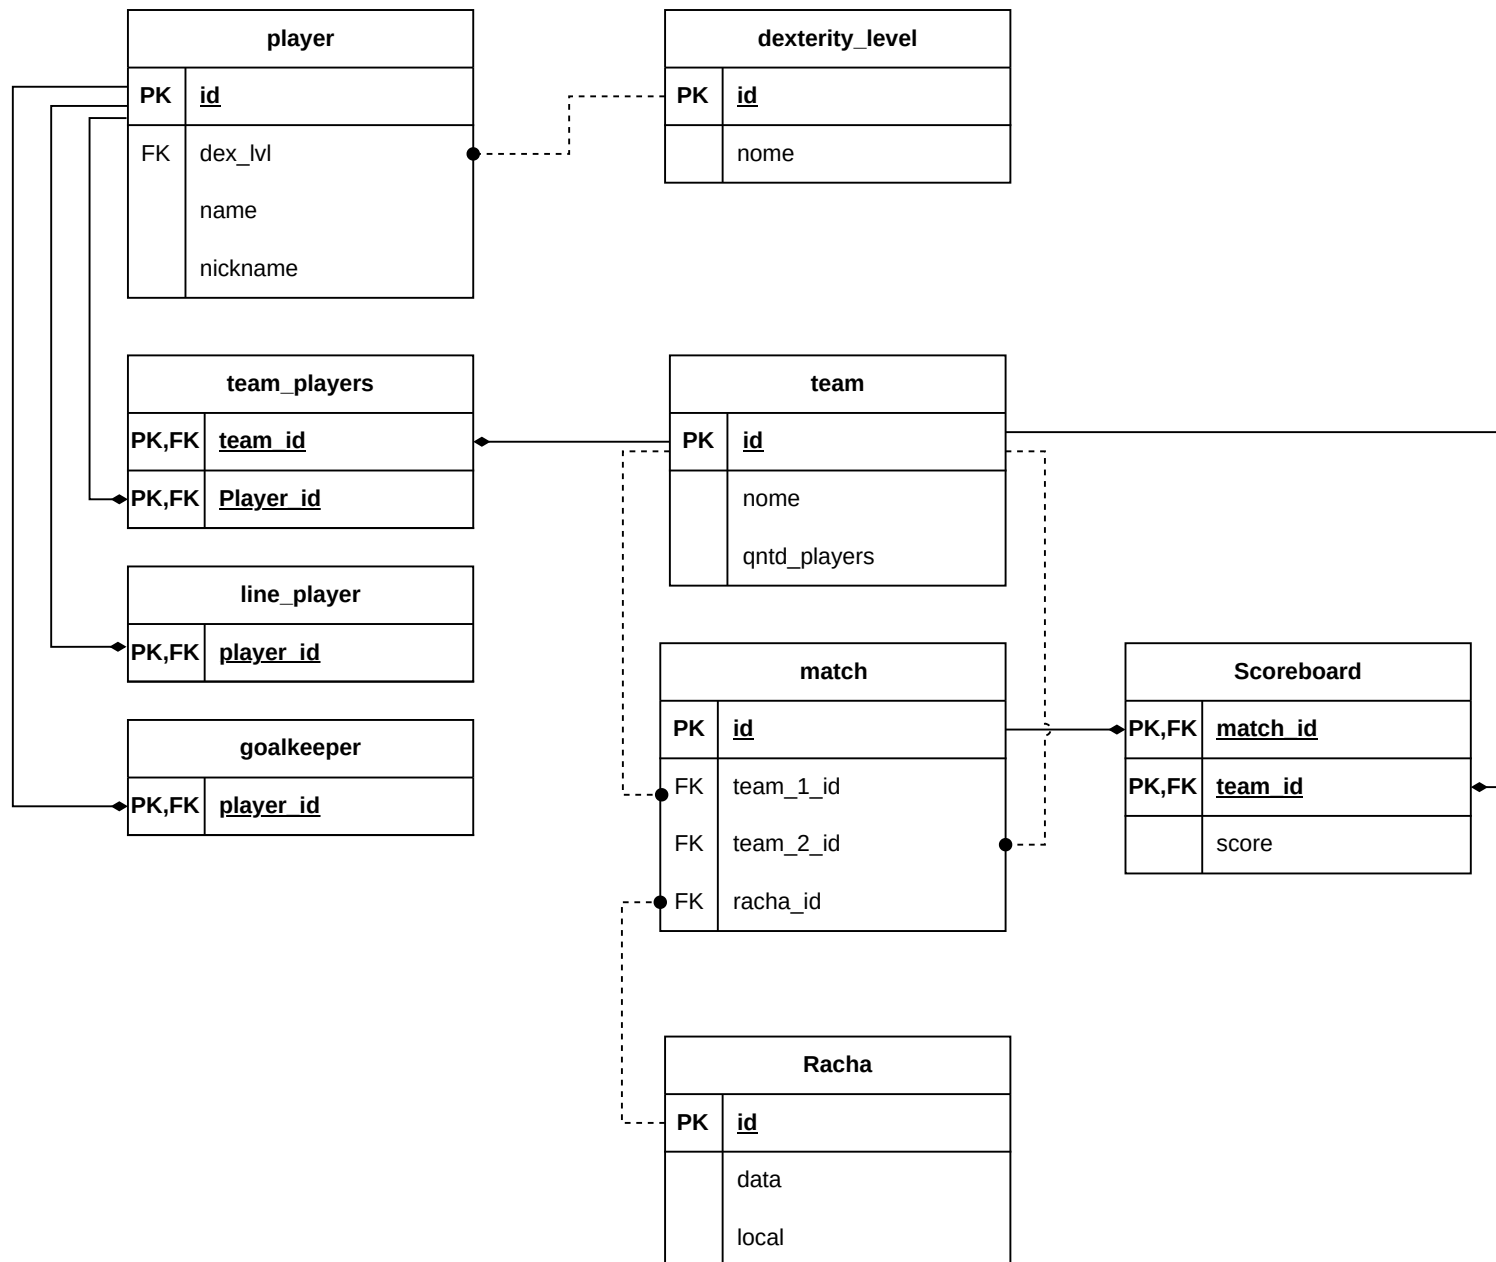 player
PK id
FK dex_lvl
name
nickname
dexterity_level
PK id
nome
team_players
PK,FK team_id
PK,FK Player_id
line_player
PK,FK player_id
goalkeeper
PK,FK player_id
team
PK id
nome
qntd_players
match
PK id
FK team_1_id
FK team_2_id
FK racha_id
Scoreboard
PK,FK match_id
PK,FK team_id
score
Racha
PK id
data
local